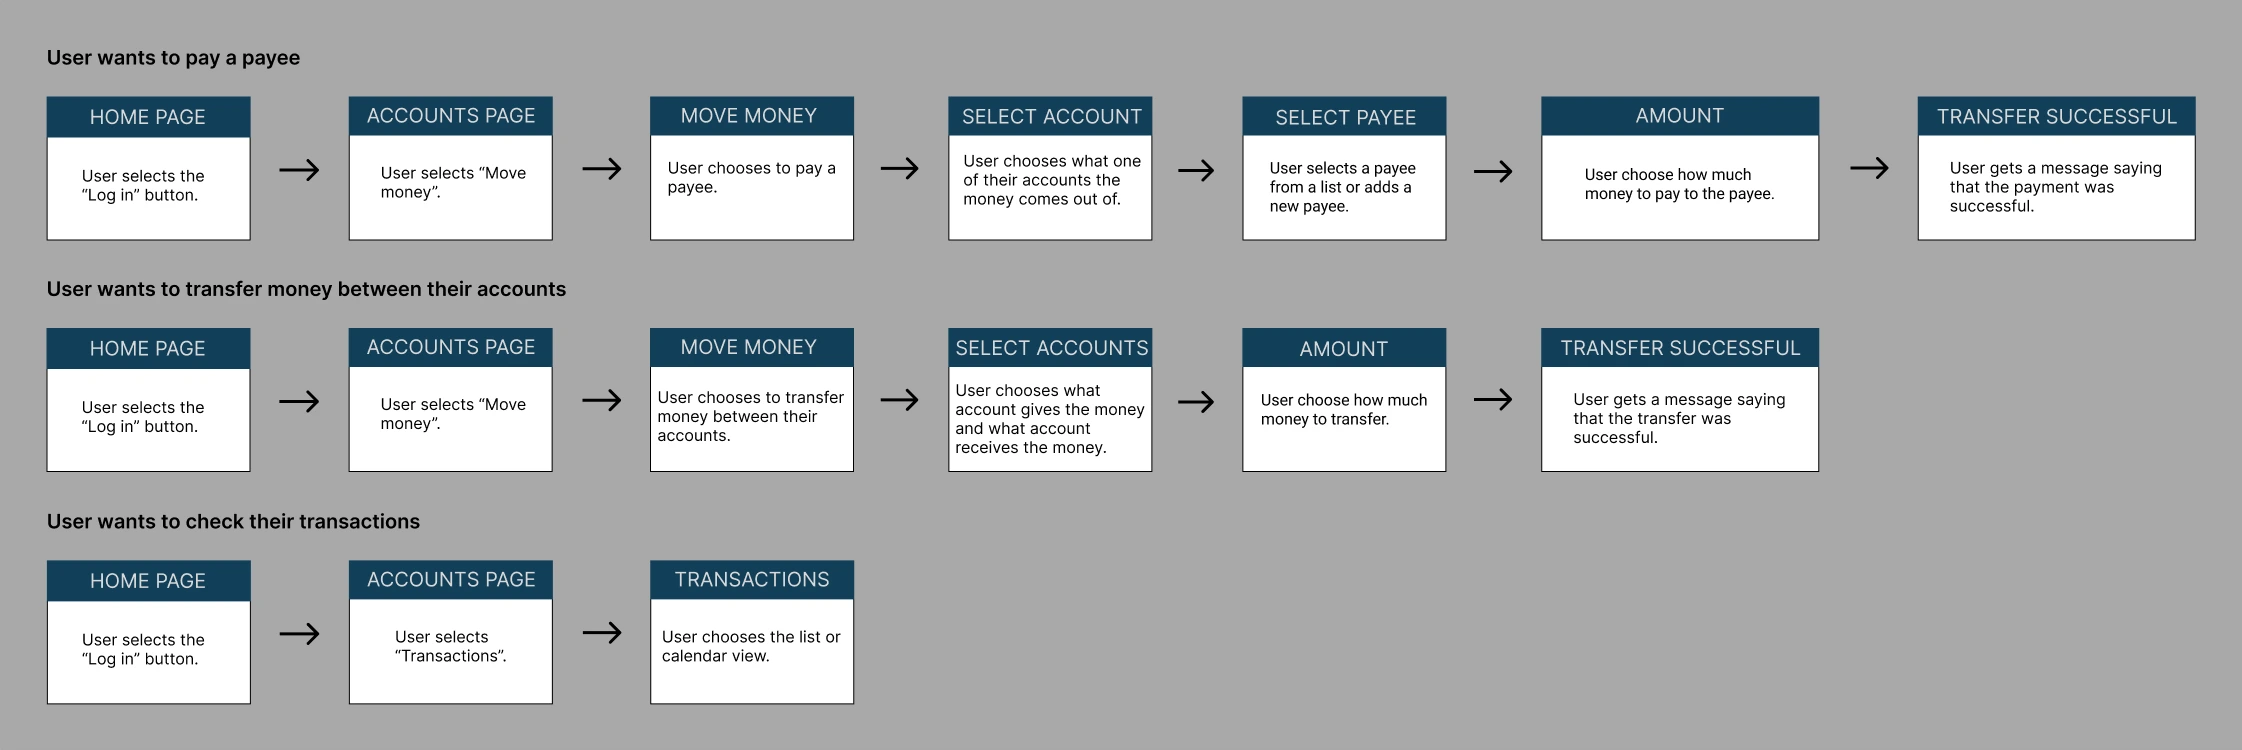 User wants to pay a payee
HOME PAGE
User selects the
“Log in” button.
ACCOUNTS PAGE
User selects “Move
money”.
MOVE MONEY
User chooses to pay a
payee.
SELECT ACCOUNT
User chooses what one
of their accounts the
money comes out of.
SELECT PAYEE
User selects a payee
from a list or adds a
new payee.
AMOUNT
User choose how much
money to pay to the payee.
TRANSFER SUCCESSFUL
User gets a message saying
that the payment was
successful.
User wants to transfer money between their accounts
HOME PAGE
User selects the
“Log in” button.
ACCOUNTS PAGE
User selects “Move
money”.
MOVE MONEY
User chooses to transfer
money between their
accounts.
SELECT ACCOUNTS
User chooses what
account gives the money
and what account
receives the money.
AMOUNT
User choose how much
money to transfer.
TRANSFER SUCCESSFUL
User gets a message saying
that the transfer was
successful.
User wants to check their transactions
HOME PAGE
User selects the
“Log in” button.
ACCOUNTS PAGE
User selects
“Transactions”.
TRANSACTIONS
User chooses the list or
calendar view.